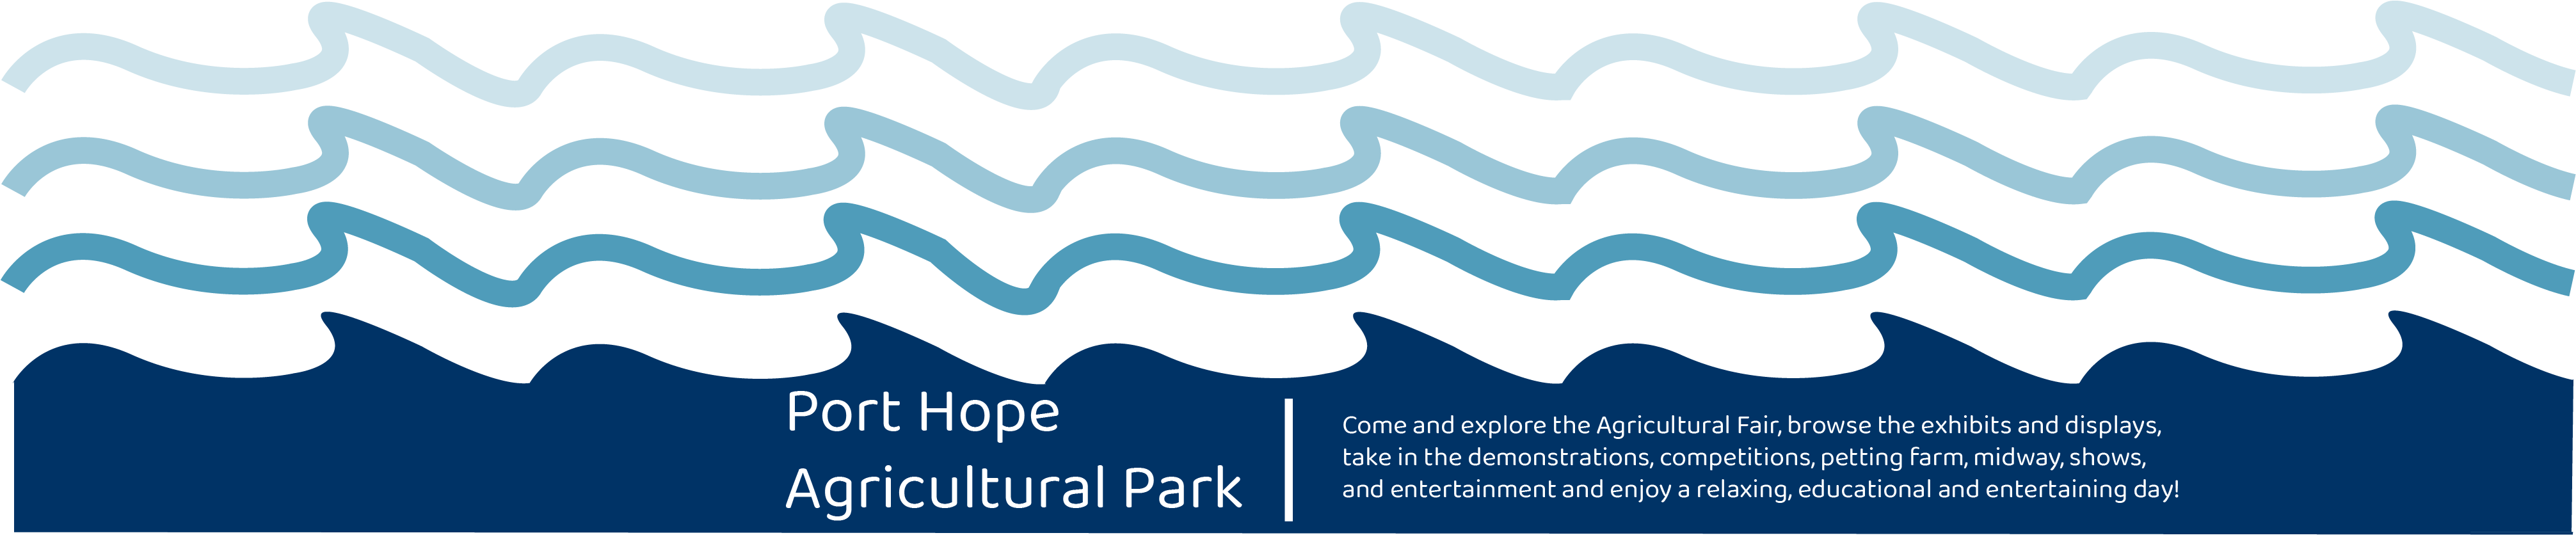 Port Hope
Agricultural Park
Come and explore the Agricultural Fair, browse the exhibits and displays,
take in the demonstrations, competitions, petting farm, midway, shows,
and entertainment and enjoy a relaxing, educational and entertaining day!